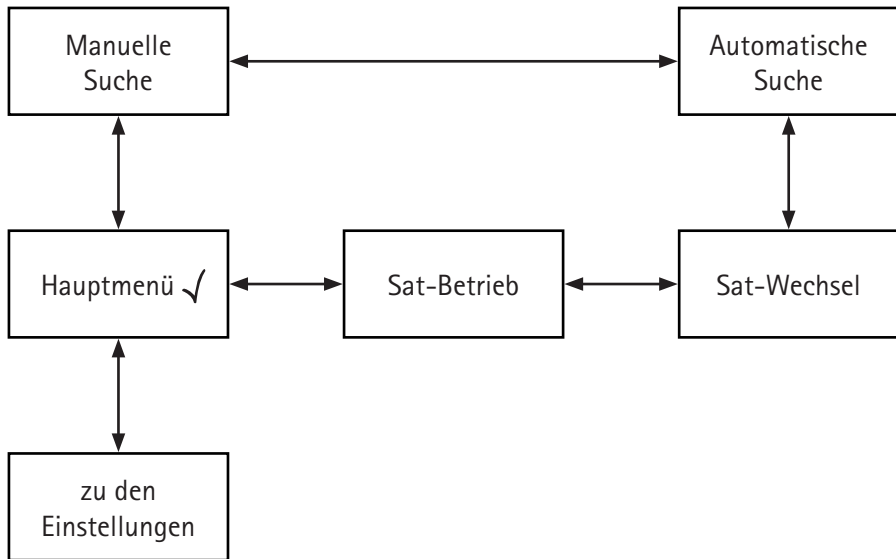 Manuelle
Suche
Automatische
Suche
Hauptmenü ✓
Sat-Betrieb
Sat-Wechsel
zu den
Einstellungen